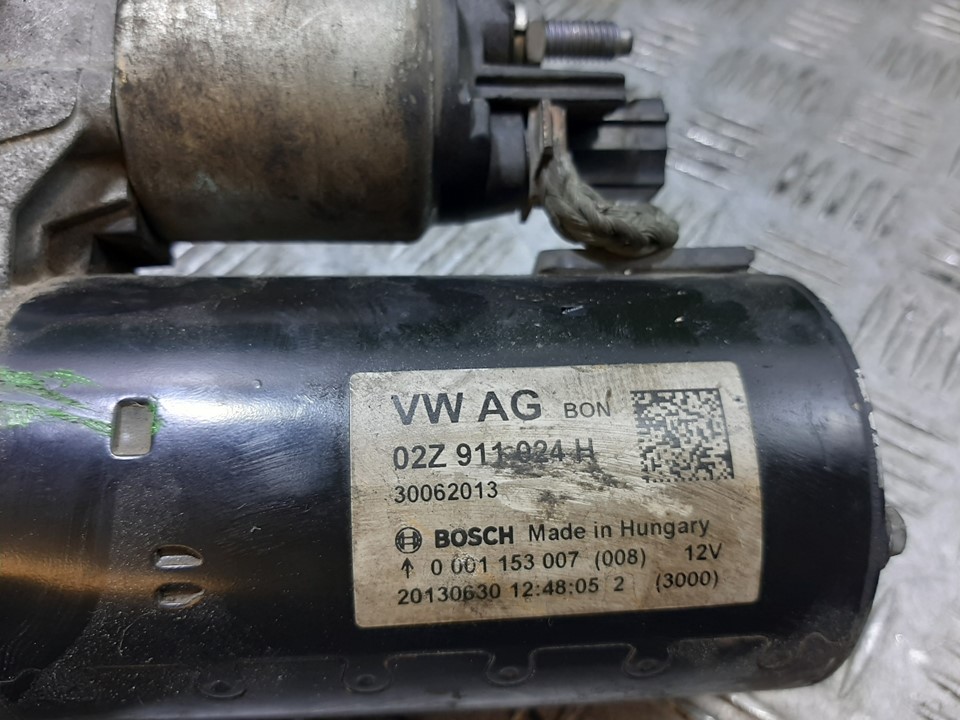 VW AG BON
02Z 911 024 H
30062013
BOSCH Made in Hungary
↑ 0 001 153 007 (008) 12V
20130630 12:48:05 2 (3000)